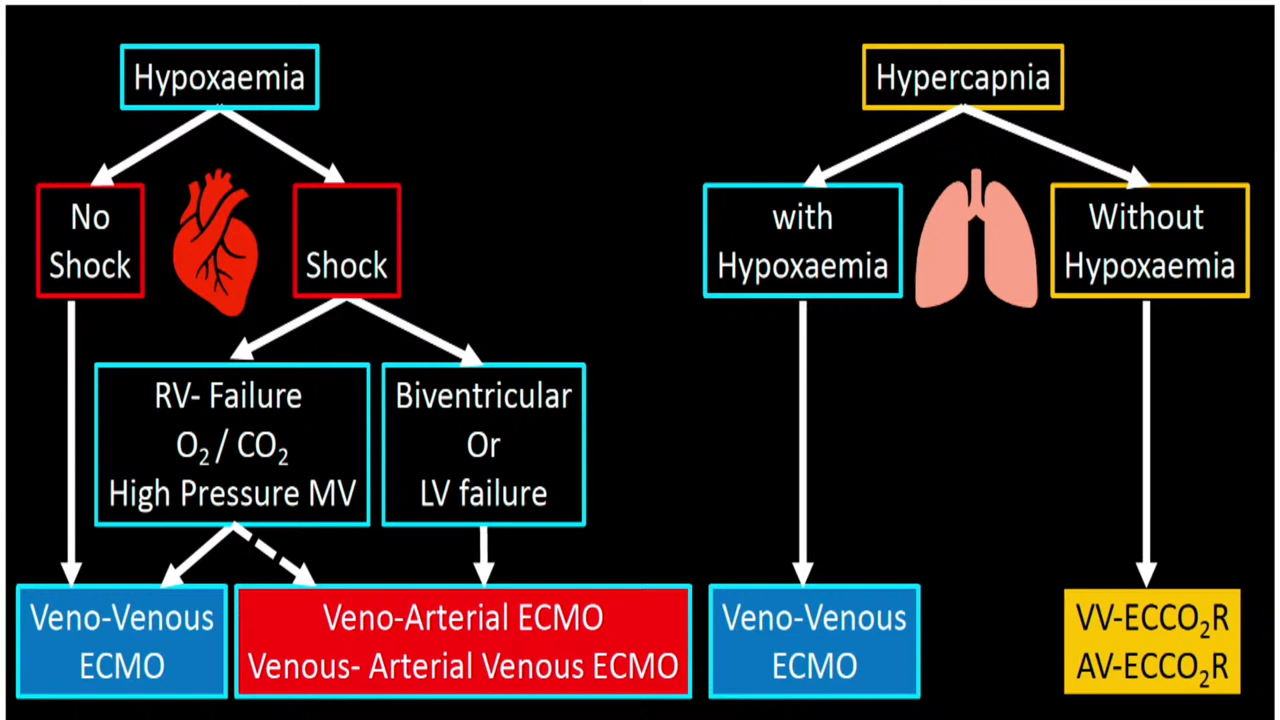 Hypoxaemia
Hypercapnia
No
Shock
Shock
with
Hypoxaemia
Without
Hypoxaemia
RV- Failure
O₂ / CO₂
High Pressure MV
Biventricular
Or
LV failure
Veno-Venous
ECMO
Veno-Arterial ECMO
Venous- Arterial Venous ECMO
Veno-Venous
ECMO
VV-ECCO₂R
AV-ECCO₂R